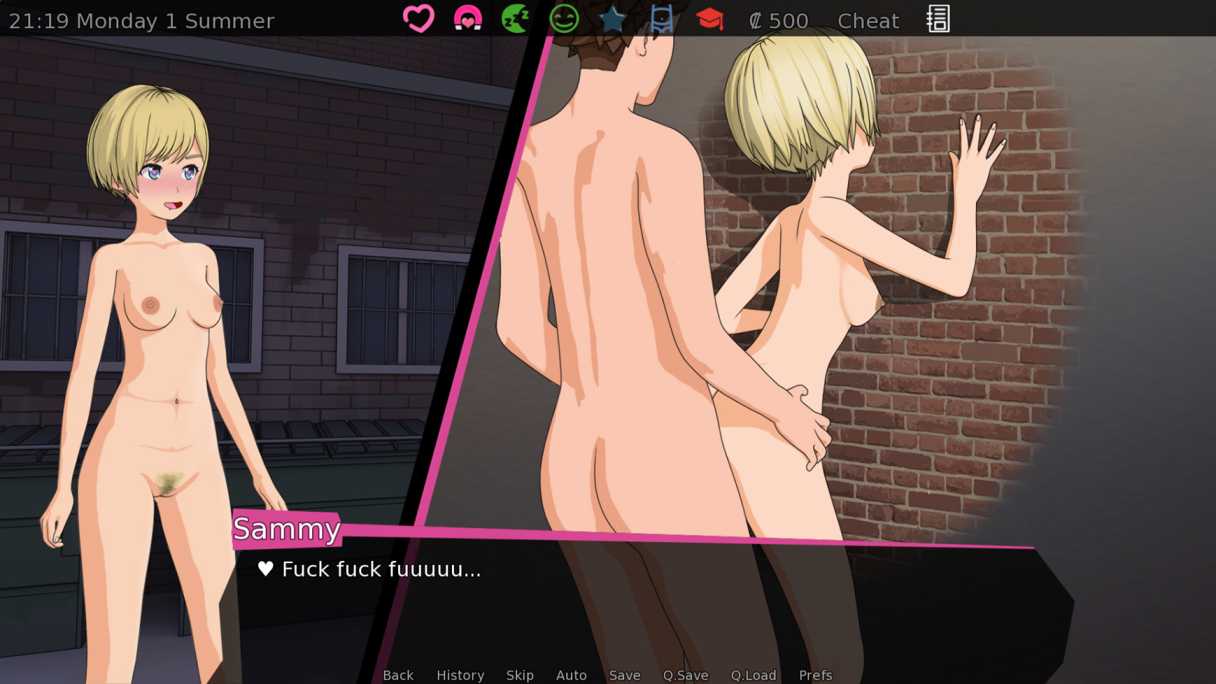 21:19 Monday 1 Summer
₡ 500
Cheat
Sammy
♥ Fuck fuck fuuuuu...
Back History Skip Auto Save Q.Save Q.Load Prefs